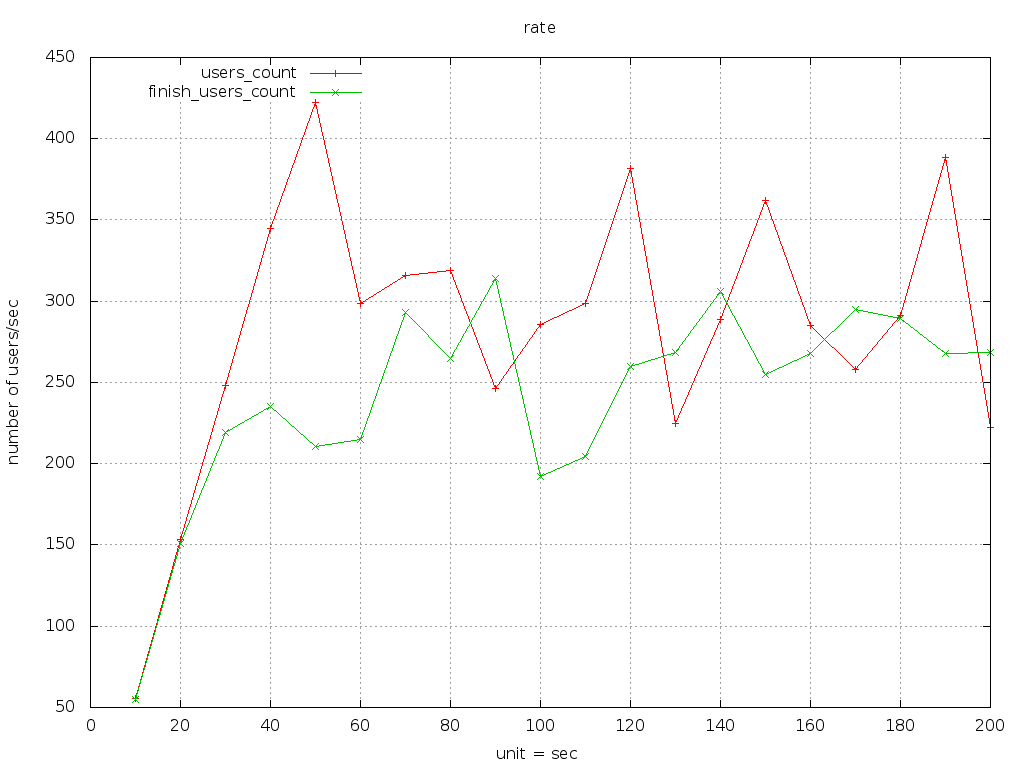 rate
users_count
finish_users_count
450
400
350
300
250
200
150
100
50
number of users/sec
0 20 40 60 80 100 120 140 160 180 200
unit = sec